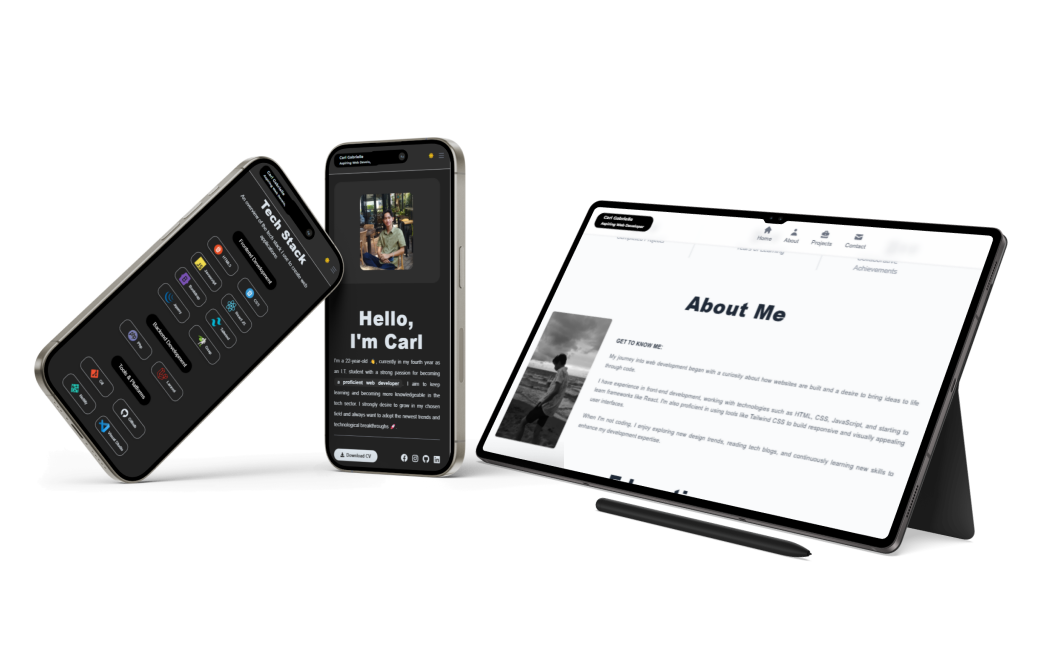 Carl Gabrielle
Aspiring Web Develo
Tech Stack
An overview of the tech stack I use to create web
applications.
Frontend Development
HTML5
CSS
Javascript
React JS
Bootstrap
Tailwind
Jquery
Backend Development
Php
Laravel
Tools & Platforms
Git
Github
Visual Studio
Carl Gabrielle
Aspiring Web Develo
Hello,
I'm Carl
I'm a 22-year-old 👋, currently in my fourth year as
an I.T. student with a strong passion for becoming
a proficient web developer. I aim to keep
learning and becoming more knowledgeable in the
tech sector. I strongly desire to grow in my chosen
field and always want to adopt the newest trends and
technological breakthroughs 🚀
Download CV
Carl Gabrielle
Aspiring Web Developer
Home
About
Projects
Contact
Achievements
About Me
GET TO KNOW ME:
My journey into web development began with a curiosity about how websites are built and a desire to bring ideas to life
through code.
I have experience in front-end development, working with technologies such as HTML, CSS, JavaScript, and starting to
learn frameworks like React. I'm also proficient in using tools like Tailwind CSS to build responsive and visually appealing
user interfaces.
When I'm not coding, I enjoy exploring new design trends, reading tech blogs, and continuously learning new skills to
enhance my development expertise.